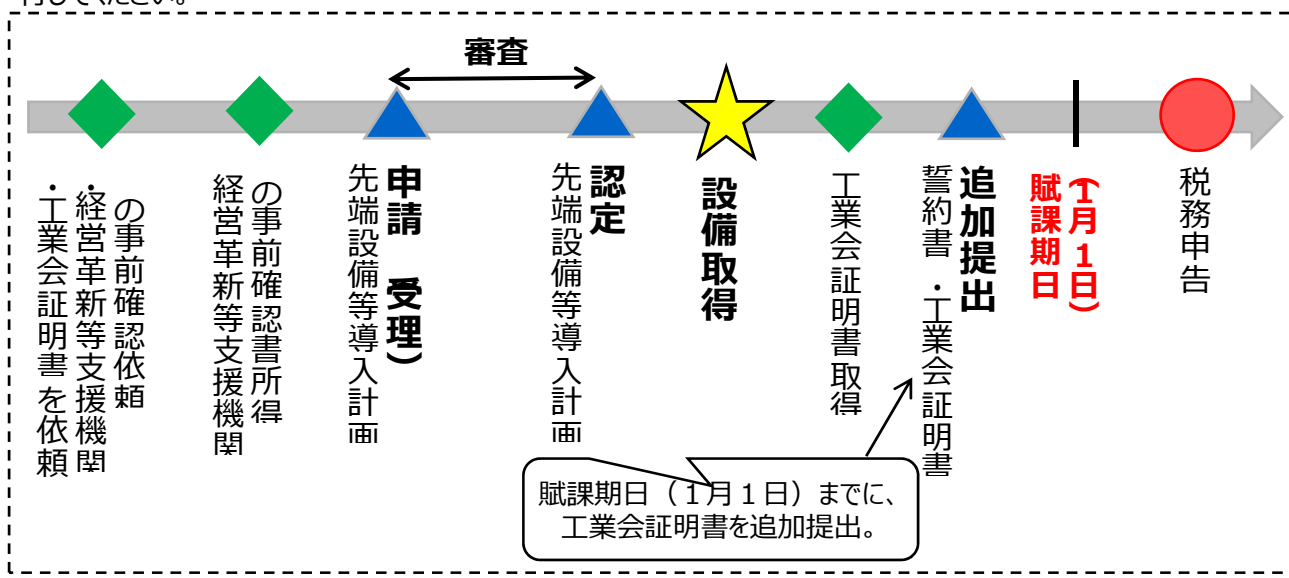 してください。
審査
・経営革新等支援機関
の事前確認依頼
・工業会証明書を依頼
経営革新等支援機関
の事前確認書所得
先端設備等導入計画
申請 受理）
先端設備等導入計画
認定
設備取得
工業会証明書取得
誓約書・工業会証明書
追加提出
賦課期日
（1月1日）
税務申告
賦課期日（１月１日）までに、
工業会証明書を追加提出。